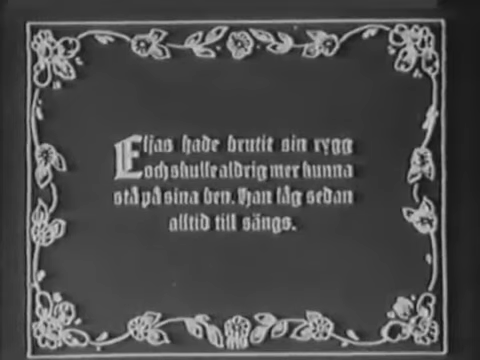 Eljas hade brutit sin rygg
och skulle aldrig mer kunna
stå på sina ben. Han låg sedan
alltid till sängs.